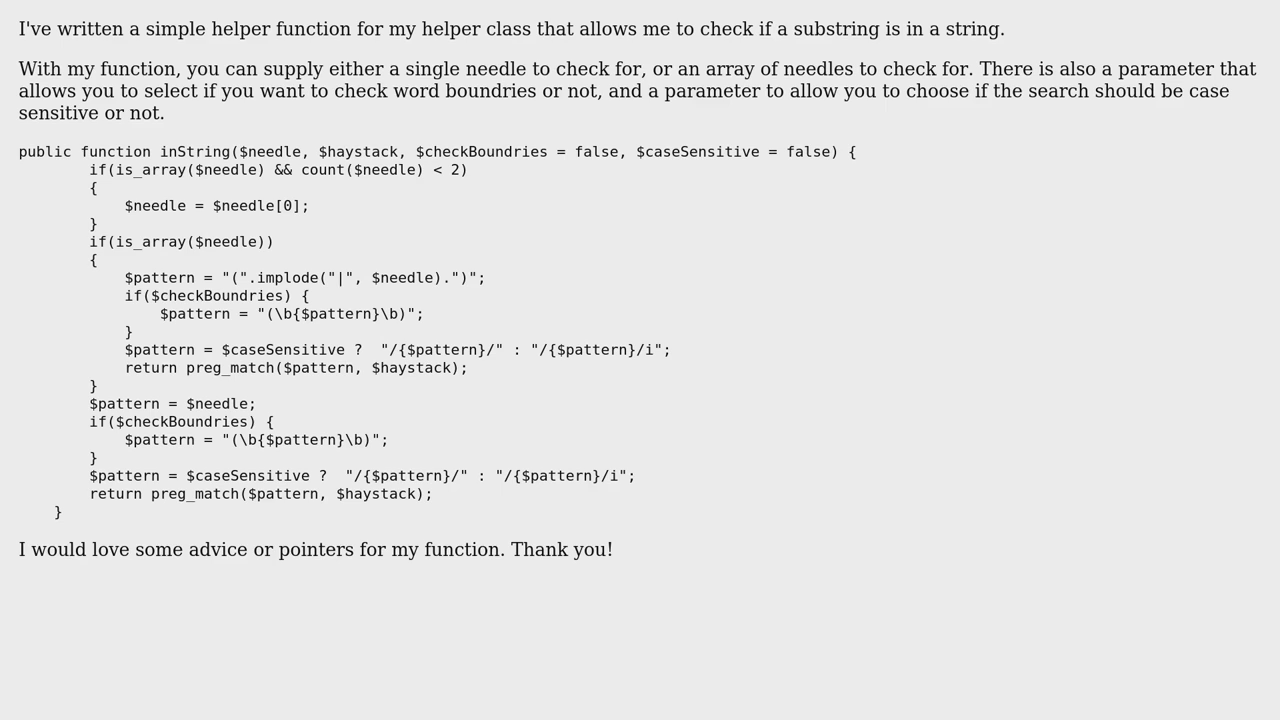 I've written a simple helper function for my helper class that allows me to check if a substring is in a string.
With my function, you can supply either a single needle to check for, or an array of needles to check for. There is also a parameter that
allows you to select if you want to check word boundries or not, and a parameter to allow you to choose if the search should be case
sensitive or not.
public function inString($needle, $haystack, $checkBoundries = false, $caseSensitive = false) {
        if(is_array($needle) && count($needle) < 2)
        {
            $needle = $needle[0];
        }
        if(is_array($needle))
        {
            $pattern = "(".implode("|", $needle).")";
            if($checkBoundries) {
                $pattern = "(\b{$pattern}\b)";
            }
            $pattern = $caseSensitive ?  "/{$pattern}/" : "/{$pattern}/i";
            return preg_match($pattern, $haystack);
        }
        $pattern = $needle;
        if($checkBoundries) {
            $pattern = "(\b{$pattern}\b)";
        }
        $pattern = $caseSensitive ?  "/{$pattern}/" : "/{$pattern}/i";
        return preg_match($pattern, $haystack);
    }
I would love some advice or pointers for my function. Thank you!